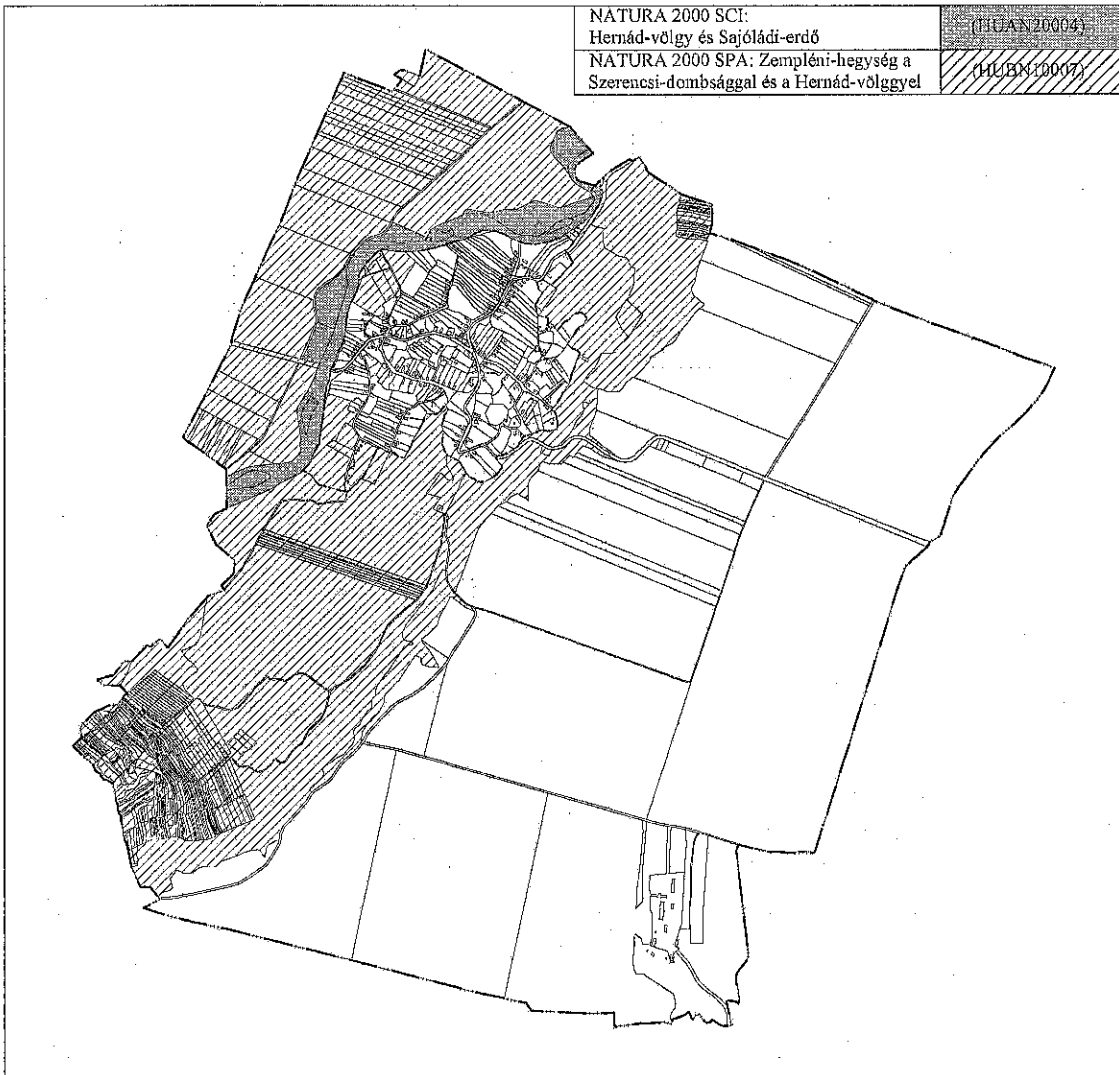 NATURA 2000 SCI:
Hernád-völgy és Sajóládi-erdő
(HUAN20004)
NATURA 2000 SPA: Zempléni-hegység a
Szerencsi-dombsággal és a Hernád-völggyel
(HUBN10007)